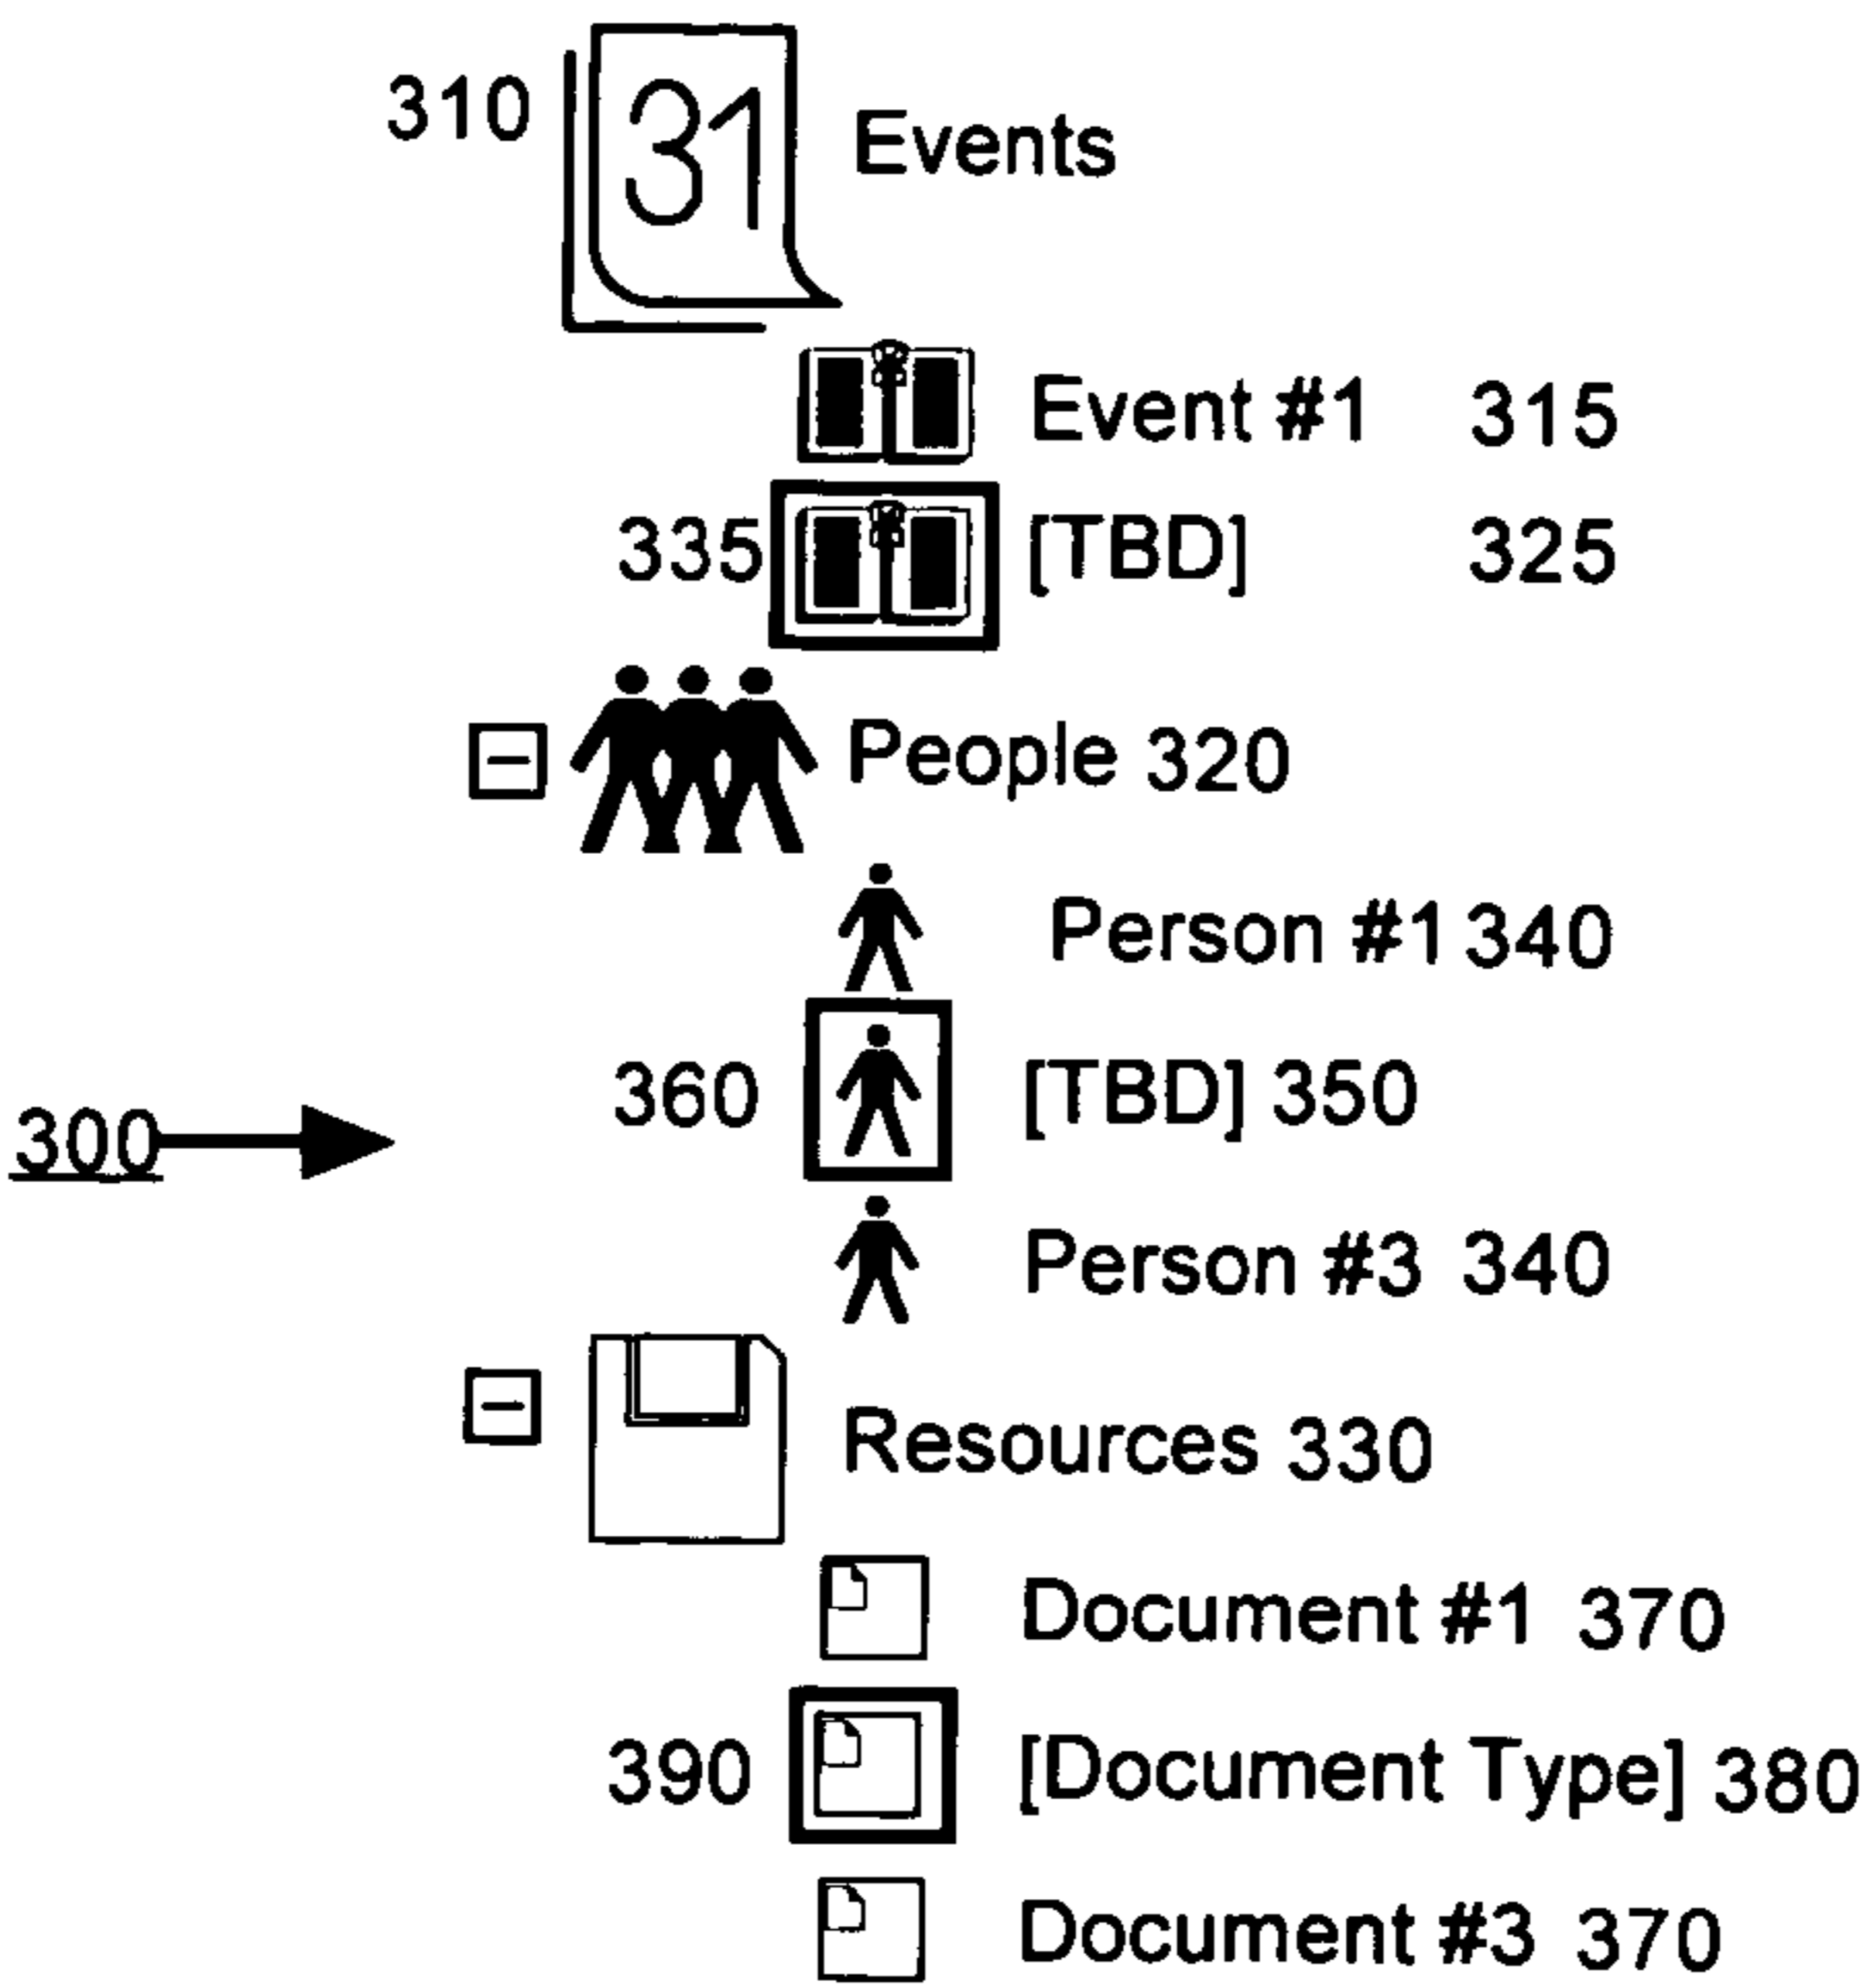 310 31 Events
Event #1 315
335 [TBD] 325
People 320
Person #1 340
360 [TBD] 350
300
Person #3 340
Resources 330
Document #1 370
390 [Document Type] 380
Document #3 370